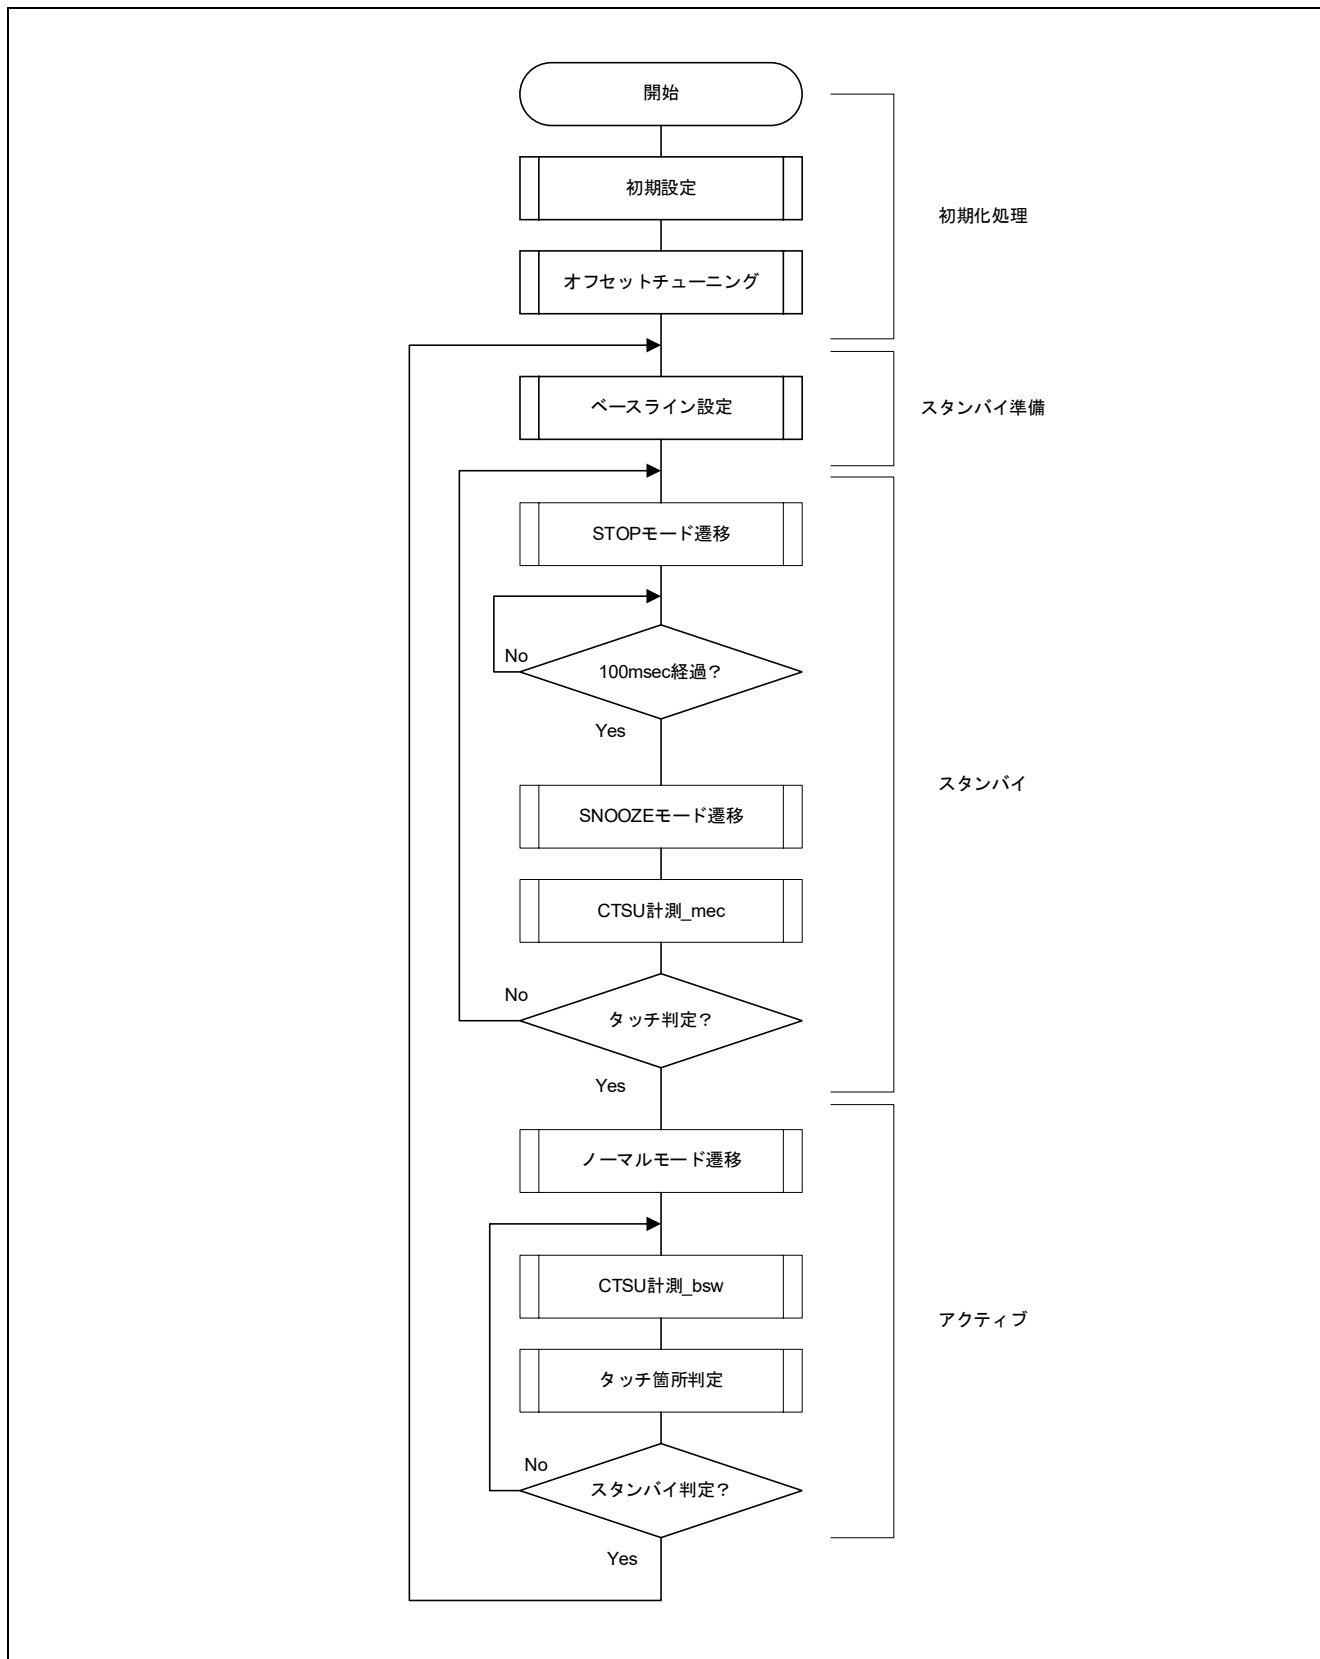 開始
初期設定
初期化処理
オフセットチューニング
ベースライン設定
スタンバイ準備
STOPモード遷移
No
100msec経過?
Yes
スタンバイ
SNOOZEモード遷移
CTSU計測_mec
No
タッチ判定?
Yes
ノーマルモード遷移
CTSU計測_bsw
アクティブ
タッチ箇所判定
No
スタンバイ判定?
Yes